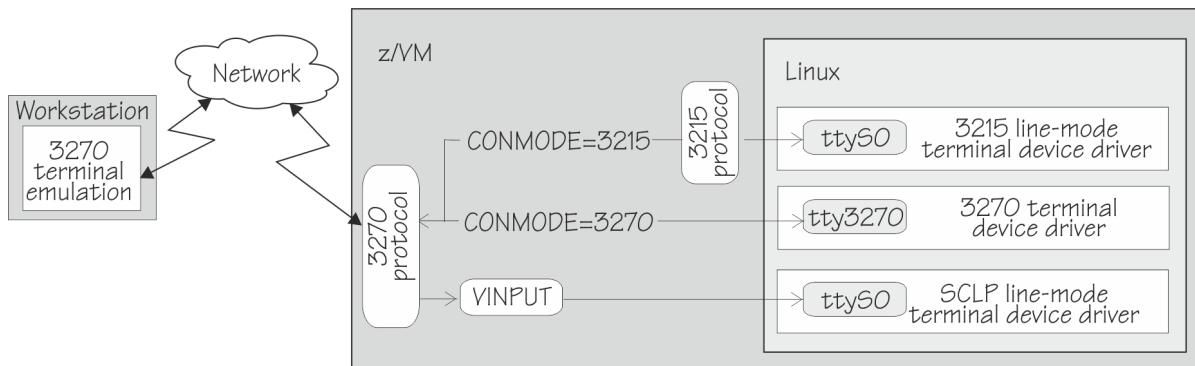 z/VM
Network
Linux
Workstation
3270
terminal
emulation
3270
protocol
CONMODE=3215
3215
protocol
ttyS0
3215 line-mode
terminal device driver
CONMODE=3270
tty3270
3270 terminal
device driver
VINPUT
ttyS0
SCLP line-mode
terminal device driver